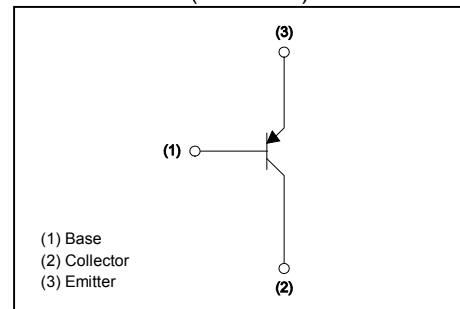 (3)
(1)
(1) Base
(2) Collector
(3) Emitter
(2)